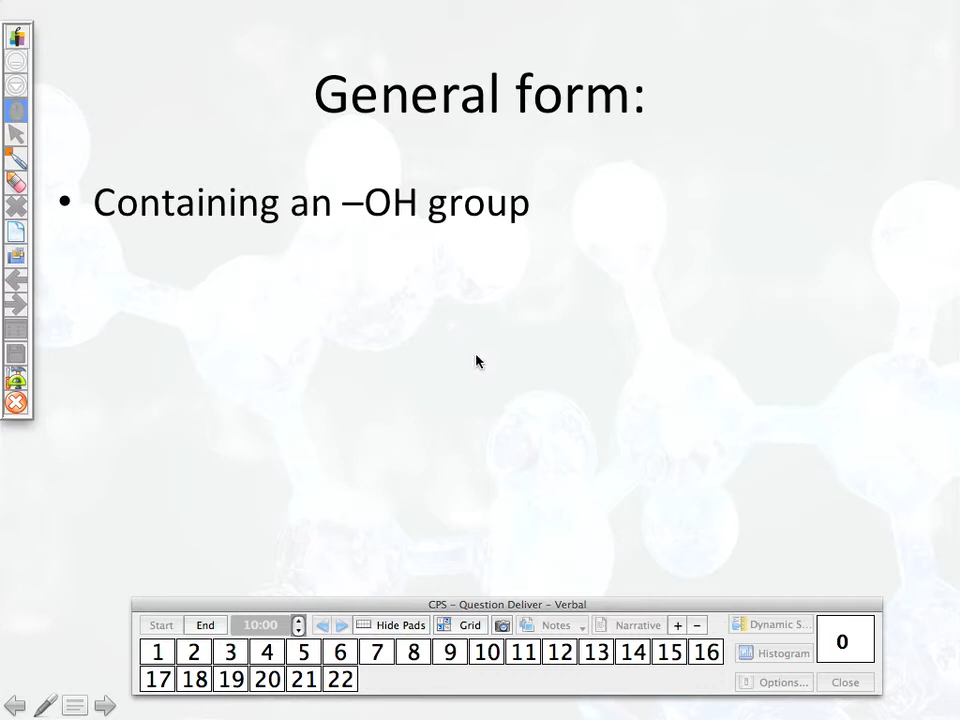 General form:
• Containing an –OH group
CPS – Question Deliver – Verbal
Start End 10:00 Hide Pads Grid Notes Narrative + − Dynamic S... 0
1 2 3 4 5 6 7 8 9 10 11 12 13 14 15 16 Histogram
17 18 19 20 21 22 Options... Close